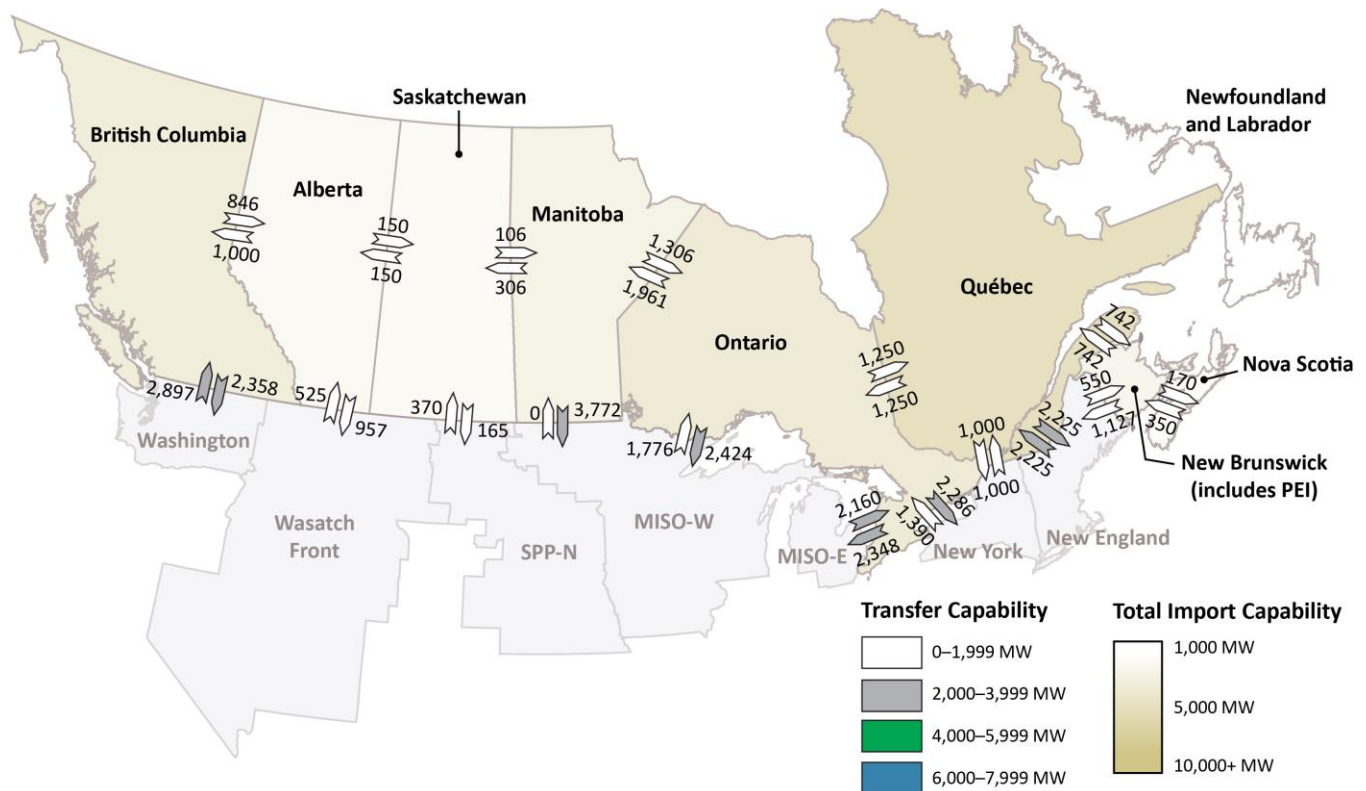 Saskatchewan
Newfoundland
and Labrador
British Columbia
Alberta
Manitoba
Ontario
Québec
Nova Scotia
New Brunswick
(includes PEI)
846
1,000
150
150
106
306
1,306
1,961
1,250
1,250
742
742
550
1,127
170
350
2,225
2,225
1,000
1,000
2,897
2,358
525
957
370
165
0
3,772
1,776
2,424
2,160
2,348
1,390
2,286
Washington
Wasatch
Front
SPP-N
MISO-W
MISO-E
New York
New England
Transfer Capability
0–1,999 MW
2,000–3,999 MW
4,000–5,999 MW
6,000–7,999 MW
Total Import Capability
1,000 MW
5,000 MW
10,000+ MW